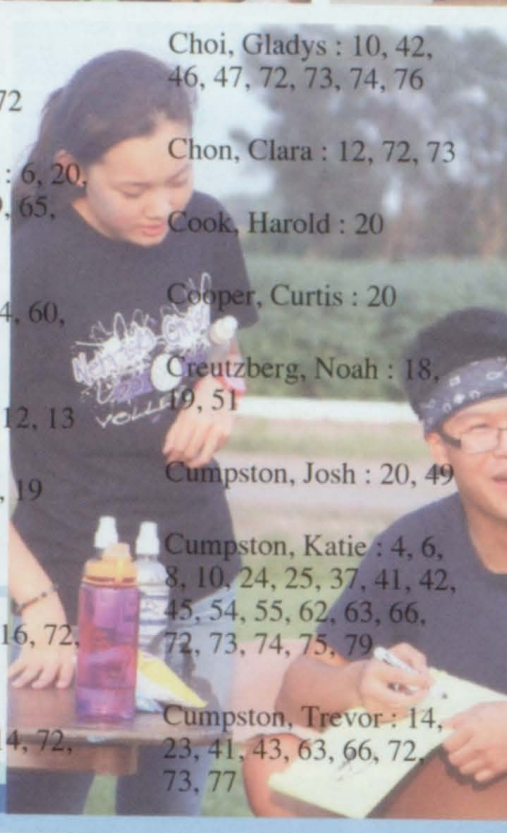 72
: 6, 20,
, 65,
4, 60,
12, 13
, 19
16, 72,
14, 72,
Choi, Gladys : 10, 42,
46, 47, 72, 73, 74, 76
Chon, Clara : 12, 72, 73
Cook, Harold : 20
Cooper, Curtis : 20
Creutzberg, Noah : 18,
19, 51
Cumpston, Josh : 20, 49
Cumpston, Katie : 4, 6,
8, 10, 24, 25, 37, 41, 42,
45, 54, 55, 62, 63, 66,
72, 73, 74, 75, 79
Cumpston, Trevor : 14,
23, 41, 43, 63, 66, 72,
73, 77